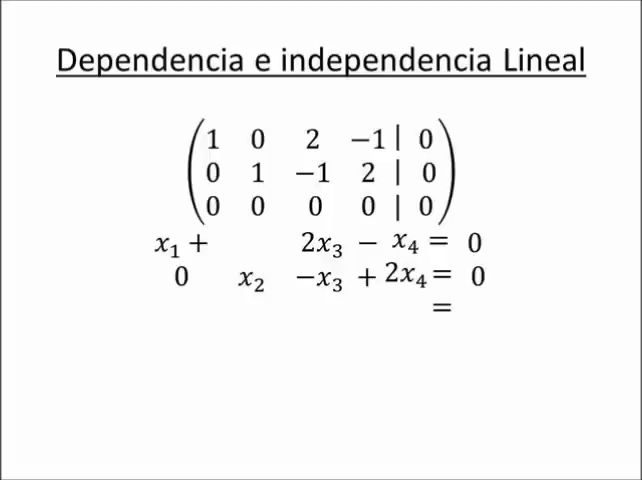 Dependencia e independencia Lineal
1 0 2 −1 | 0
0 1 −1 2 | 0
0 0 0 0 | 0
x₁ + 2x₃ − x₄ = 0
0 x₂ −x₃ + 2x₄ = 0
=